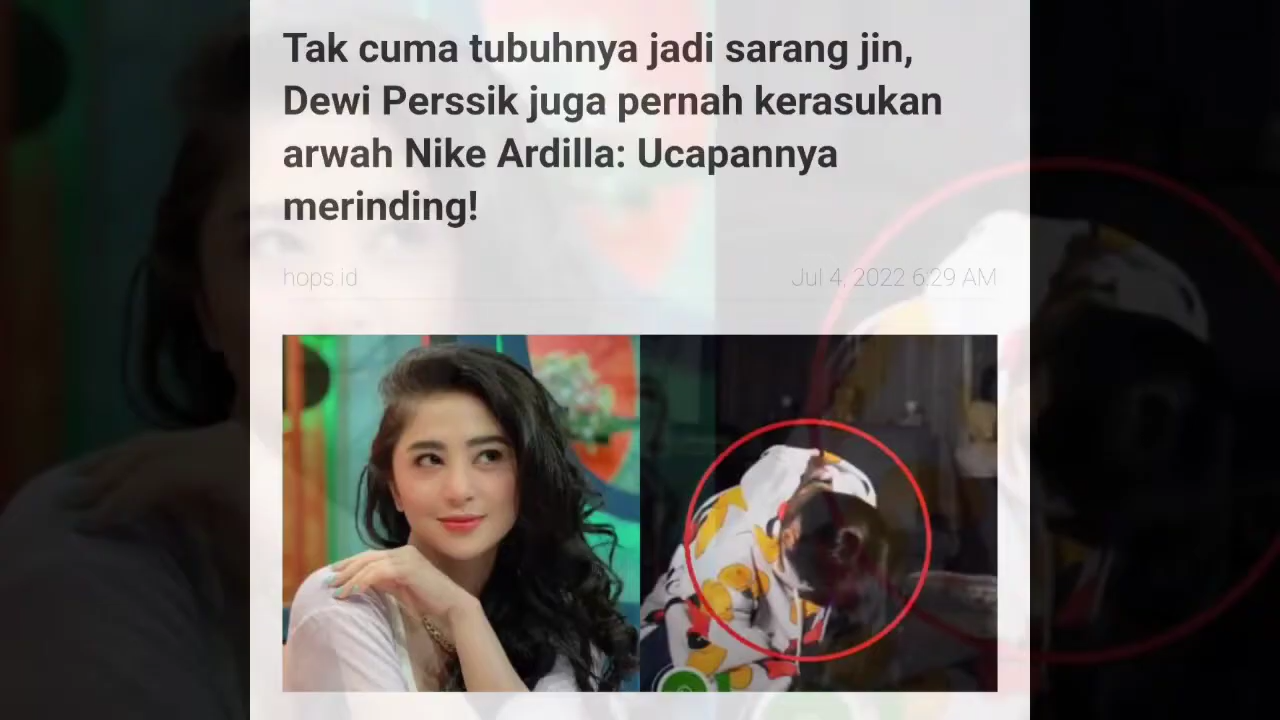 Tak cuma tubuhnya jadi sarang jin,
Dewi Perssik juga pernah kerasukan
arwah Nike Ardilla: Ucapannya
merinding!
hops.id
Jul 4, 2022 6:29 AM